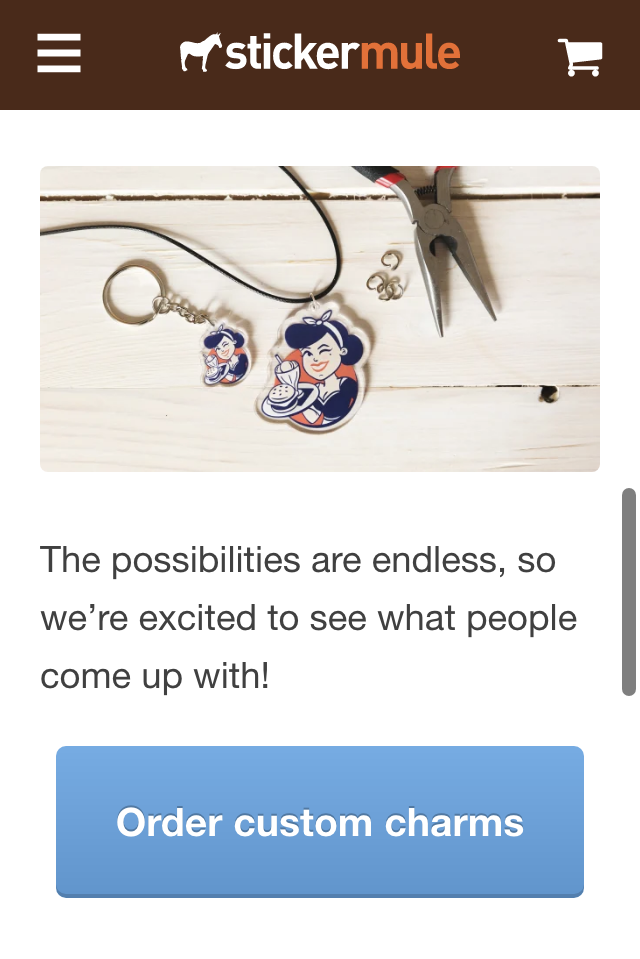 stickermule
The possibilities are endless, so
we’re excited to see what people
come up with!
Order custom charms